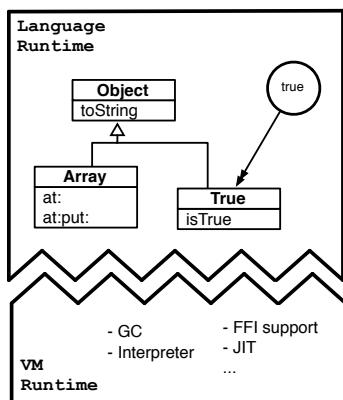 Language
Runtime
Object
toString
true
Array
at:
at:put:
True
isTrue
- GC
- Interpreter
- FFI support
- JIT
...
VM
Runtime